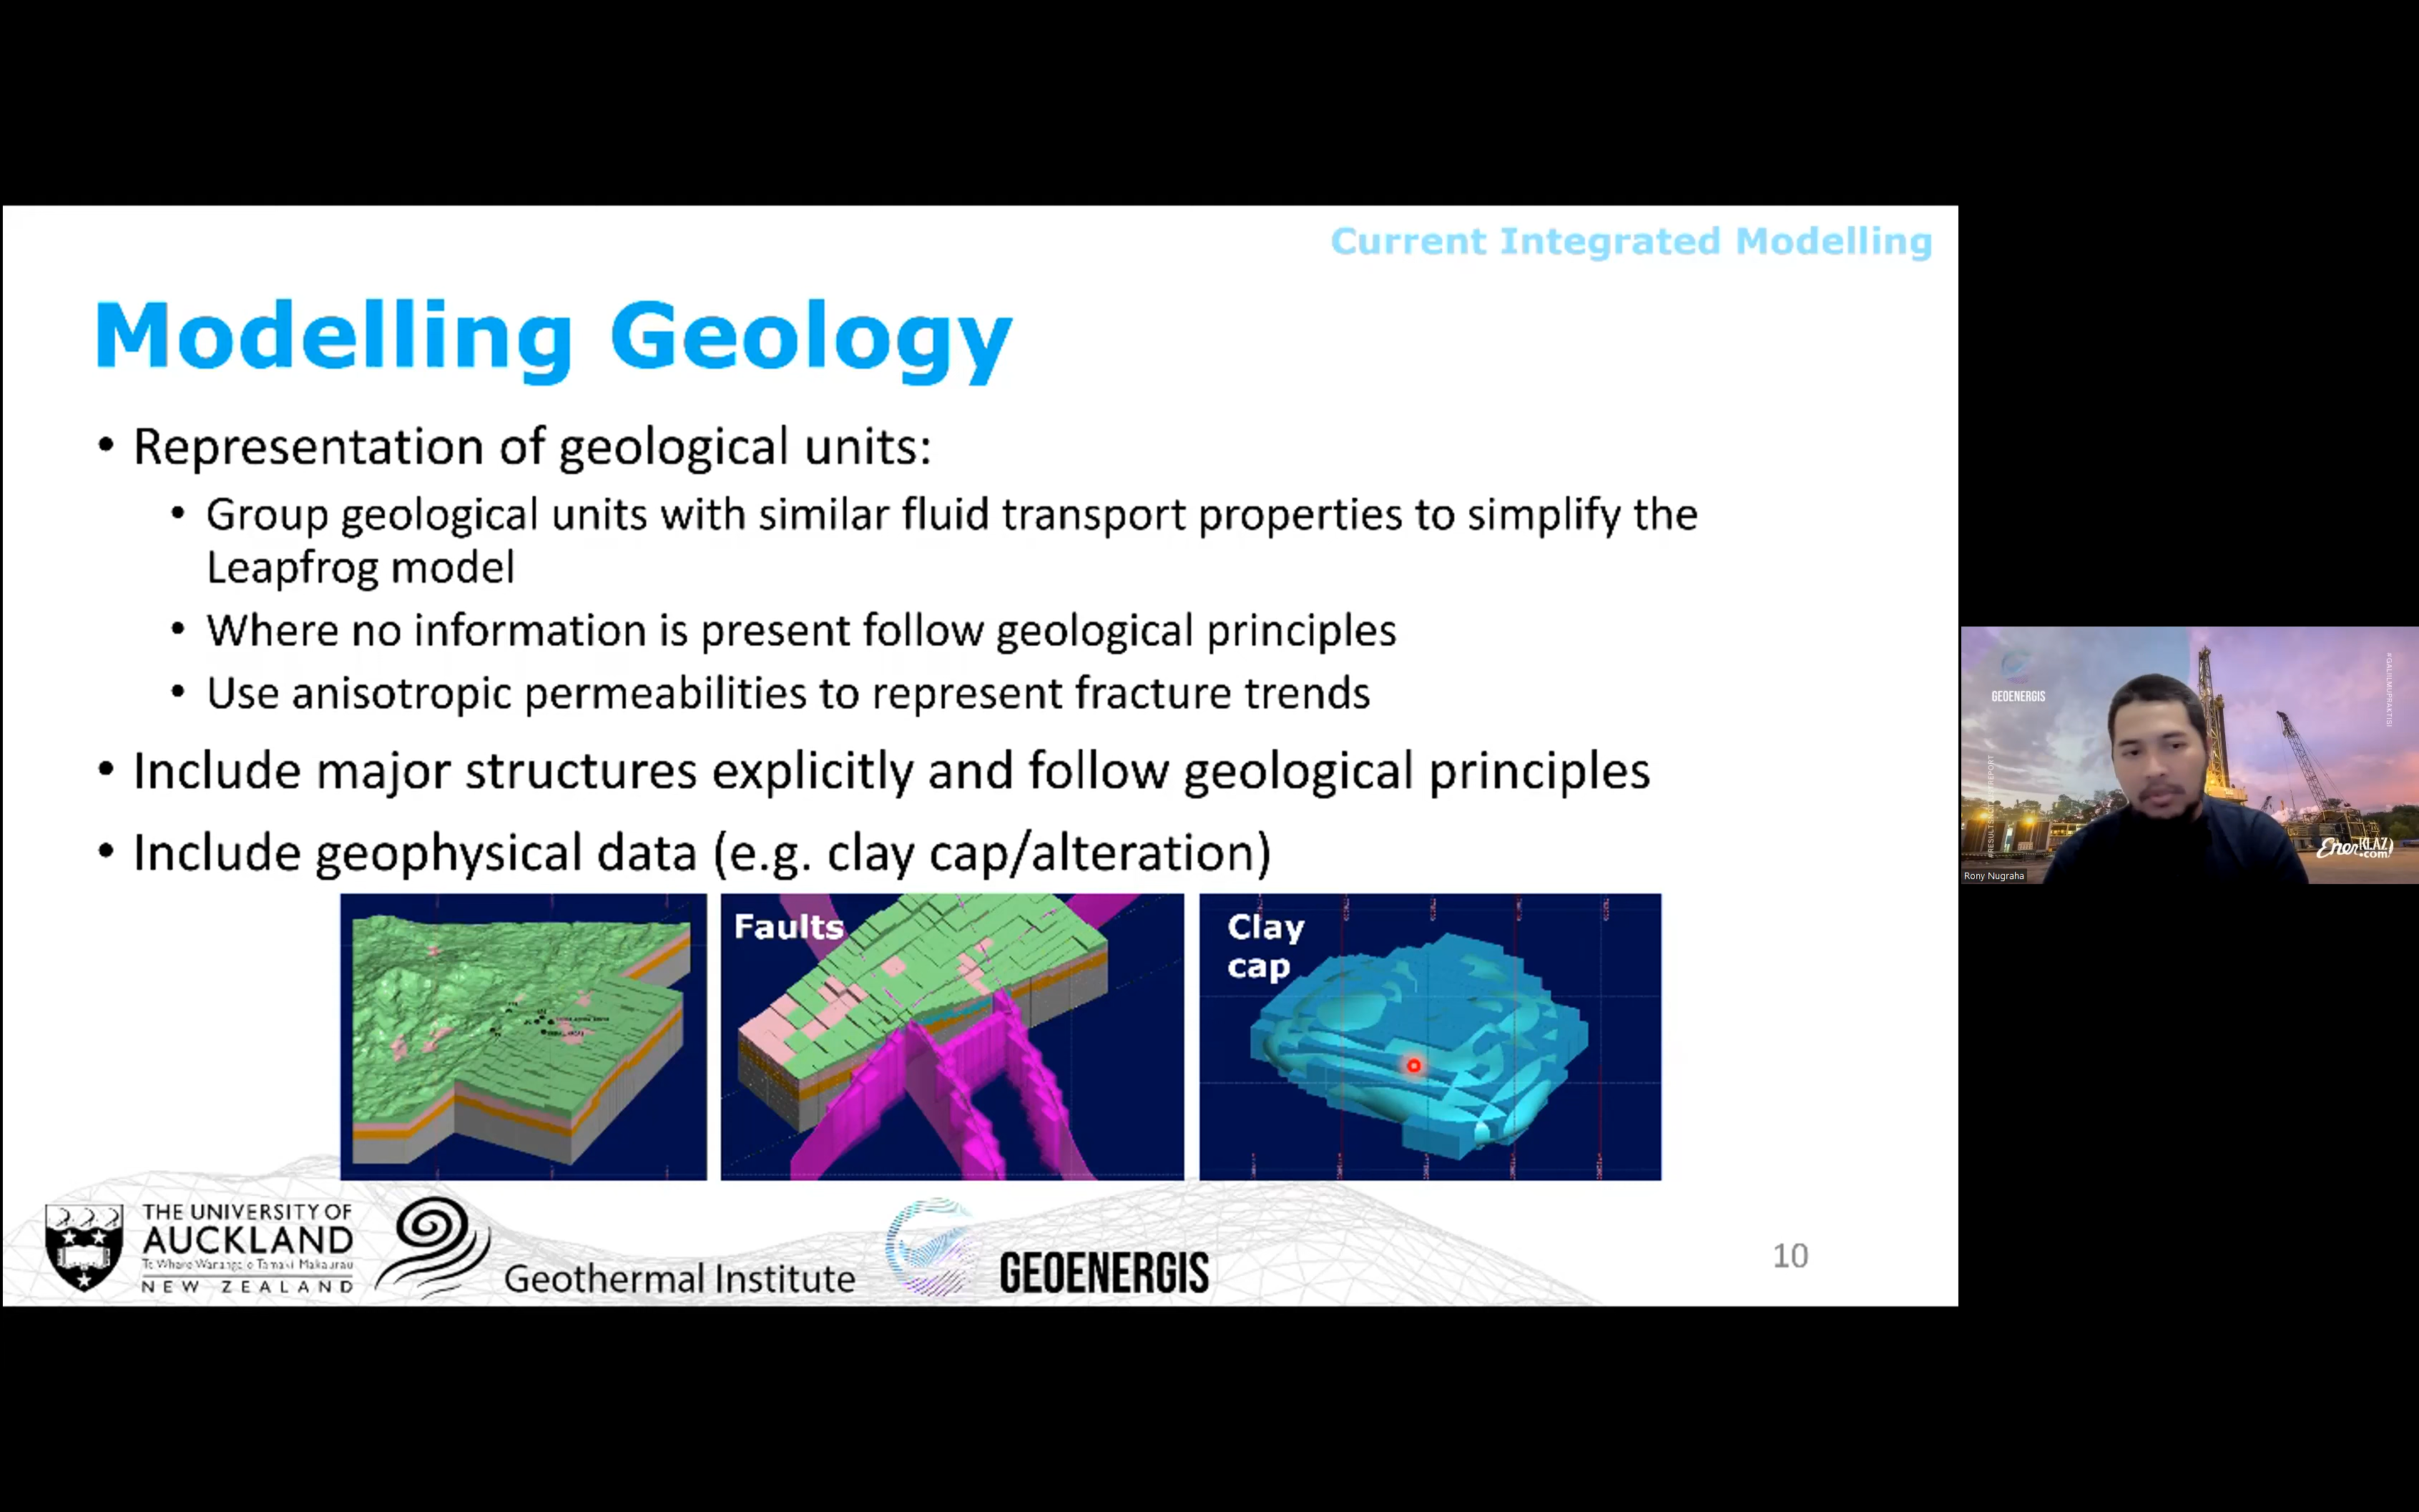 Current Integrated Modelling
Modelling Geology
• Representation of geological units:
• Group geological units with similar fluid transport properties to simplify the
Leapfrog model
• Where no information is present follow geological principles
• Use anisotropic permeabilities to represent fracture trends
• Include major structures explicitly and follow geological principles
• Include geophysical data (e.g. clay cap/alteration)
Faults
Clay
cap
THE UNIVERSITY OF
AUCKLAND
NEW ZEALAND
Geothermal Institute
GEOENERGIS
10
GEOENERGIS
#GALIILMUPRAKTISI
EnerKLAZ
.com
Rony Nugraha